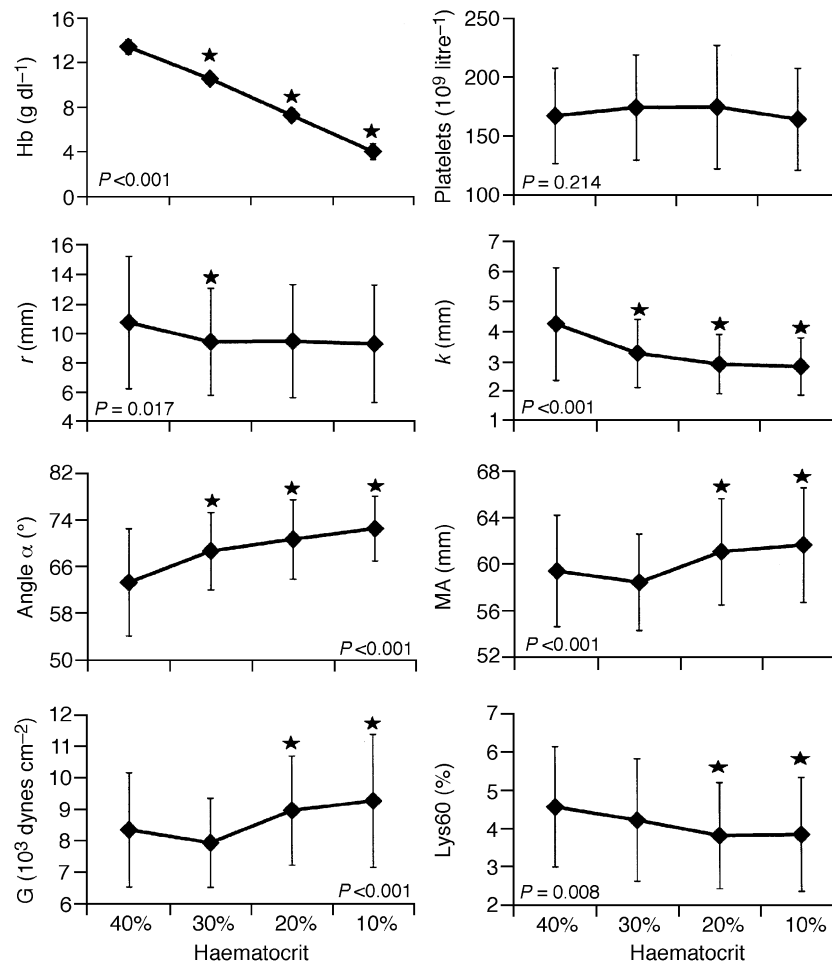 Hb (g dl⁻¹)
16
12
8
4
0
P <0.001
Platelets (10⁹ litre⁻¹)
250
200
150
100
P = 0.214
r (mm)
16
14
12
10
8
6
4
P = 0.017
k (mm)
7
6
5
4
3
2
1
P <0.001
Angle α (°)
82
74
66
58
50
P <0.001
MA (mm)
68
64
60
56
52
P <0.001
G (10³ dynes cm⁻²)
12
11
10
9
8
7
6
P <0.001
40% 30% 20% 10%
Haematocrit
Lys60 (%)
7
6
5
4
3
2
P = 0.008
40% 30% 20% 10%
Haematocrit